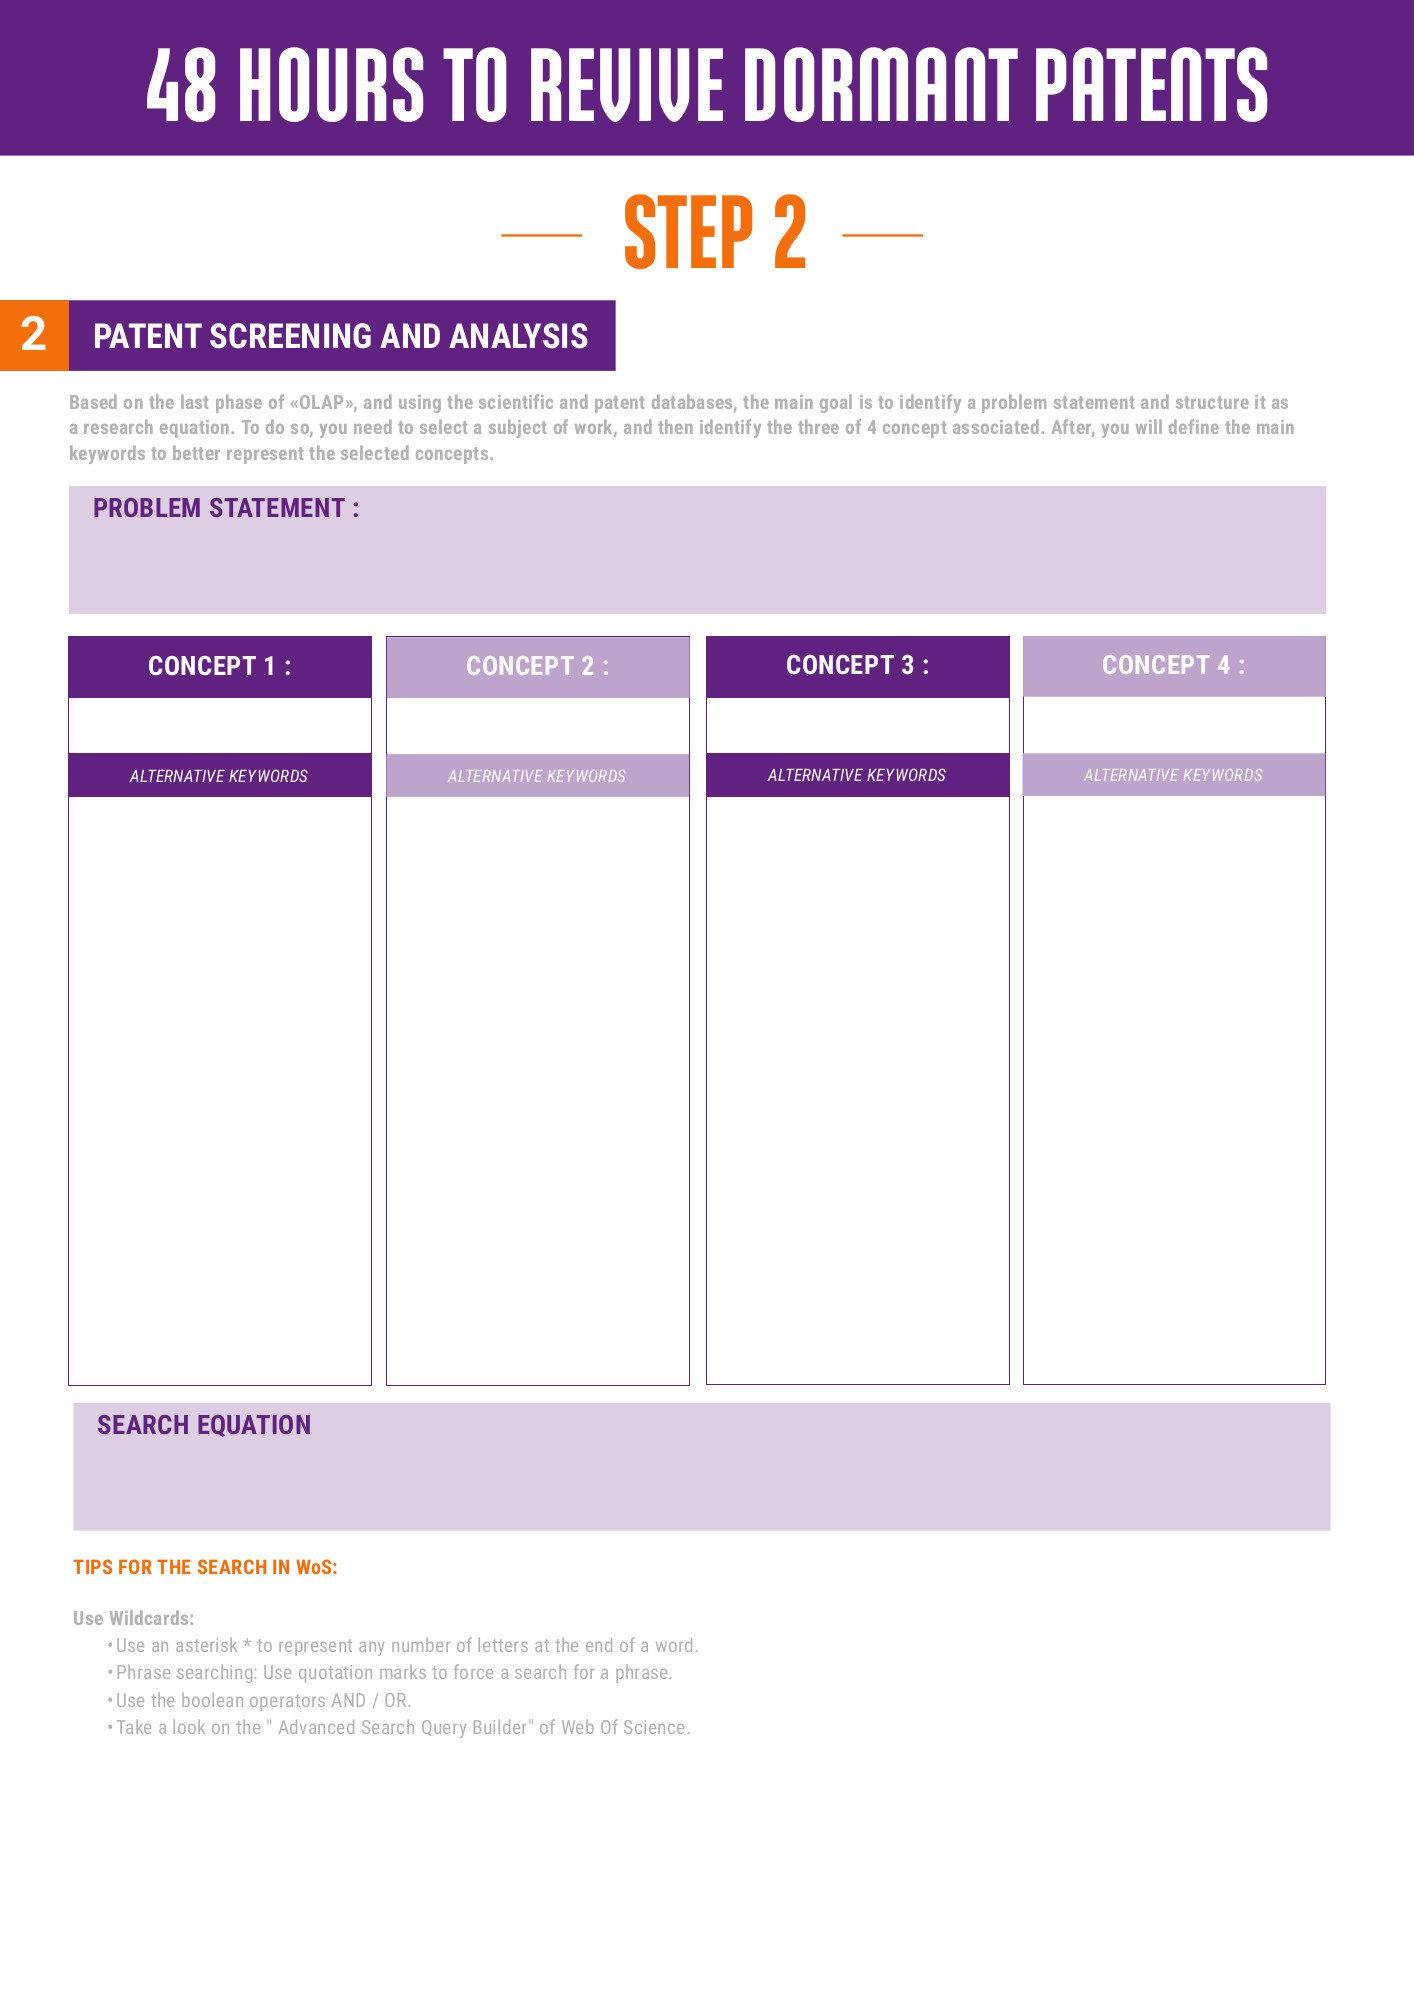 48 HOURS TO REVIVE DORMANT PATENTS
STEP 2
2 PATENT SCREENING AND ANALYSIS
Based on the last phase of «OLAP», and using the scientific and patent databases, the main goal is to identify a problem statement and structure it as
a research equation. To do so, you need to select a subject of work, and then identify the three of 4 concept associated. After, you will define the main
keywords to better represent the selected concepts.
PROBLEM STATEMENT :
CONCEPT 1 :
ALTERNATIVE KEYWORDS
CONCEPT 2 :
ALTERNATIVE KEYWORDS
CONCEPT 3 :
ALTERNATIVE KEYWORDS
CONCEPT 4 :
ALTERNATIVE KEYWORDS
SEARCH EQUATION
TIPS FOR THE SEARCH IN WoS:
Use Wildcards:
• Use an asterisk * to represent any number of letters at the end of a word.
• Phrase searching: Use quotation marks to force a search for a phrase.
• Use the boolean operators AND / OR.
• Take a look on the " Advanced Search Query Builder" of Web Of Science.